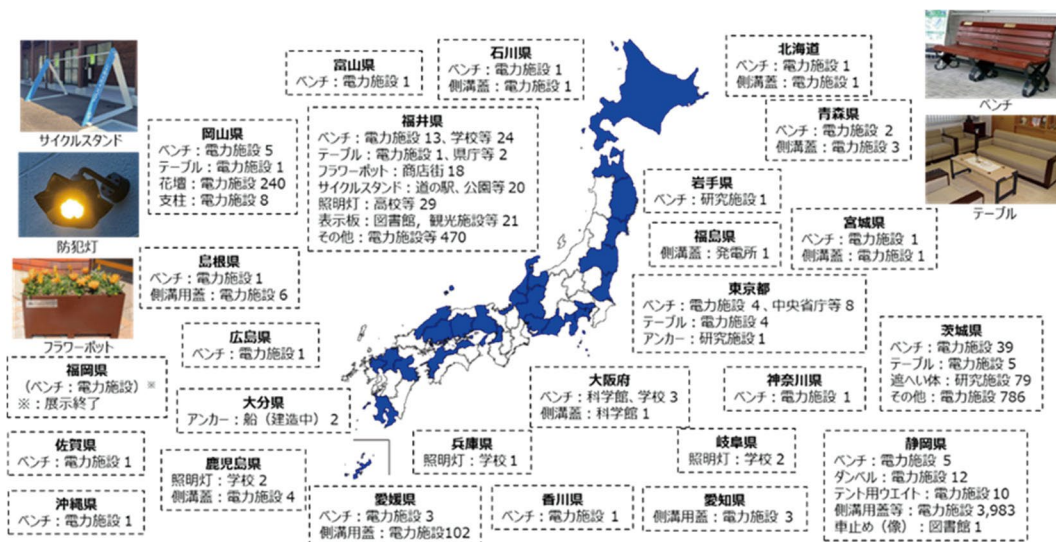 サイクルスタンド
防犯灯
フラワーポット
富山県
ベンチ:電力施設 1
石川県
ベンチ:電力施設 1
側溝蓋:電力施設 1
北海道
ベンチ:電力施設 1
側溝蓋:電力施設 1
ベンチ
テーブル
岡山県
ベンチ:電力施設 5
テーブル:電力施設 1
花壇:電力施設 240
支柱:電力施設 8
福井県
ベンチ:電力施設 13、学校等 24
テーブル:電力施設 1、県庁等 2
フラワーポット:商店街 18
サイクルスタンド:道の駅、公園等 20
照明灯:高校等 29
表示板:図書館,観光施設等 21
その他:電力施設等 470
青森県
ベンチ:電力施設 2
側溝蓋:電力施設 3
岩手県
ベンチ:研究施設 1
宮城県
ベンチ:電力施設 1
側溝蓋:電力施設 1
福島県
側溝蓋:発電所 1
島根県
ベンチ:電力施設 1
側溝用蓋:電力施設 6
東京都
ベンチ:電力施設 4、中央省庁等 8
テーブル:電力施設 4
アンカー:研究施設 1
広島県
ベンチ:電力施設 1
茨城県
ベンチ:電力施設 39
テーブル:電力施設 5
遮へい体:研究施設 79
その他:電力施設 786
福岡県
(ベンチ:電力施設)※
※:展示終了
大分県
アンカー:船(建造中) 2
大阪府
ベンチ:科学館、学校 3
側溝蓋:科学館 1
神奈川県
ベンチ:電力施設 1
佐賀県
ベンチ:電力施設 1
鹿児島県
照明灯:学校 2
側溝蓋:電力施設 4
兵庫県
照明灯:学校 1
岐阜県
照明灯:学校 2
静岡県
ベンチ:電力施設 5
ダンベル:電力施設 12
テント用ウエイト:電力施設 10
側溝用蓋等:電力施設 3,983
車止め(像):図書館 1
沖縄県
ベンチ:電力施設 1
愛媛県
ベンチ:電力施設 3
側溝用蓋:電力施設102
香川県
ベンチ:電力施設 1
愛知県
側溝用蓋:電力施設 3